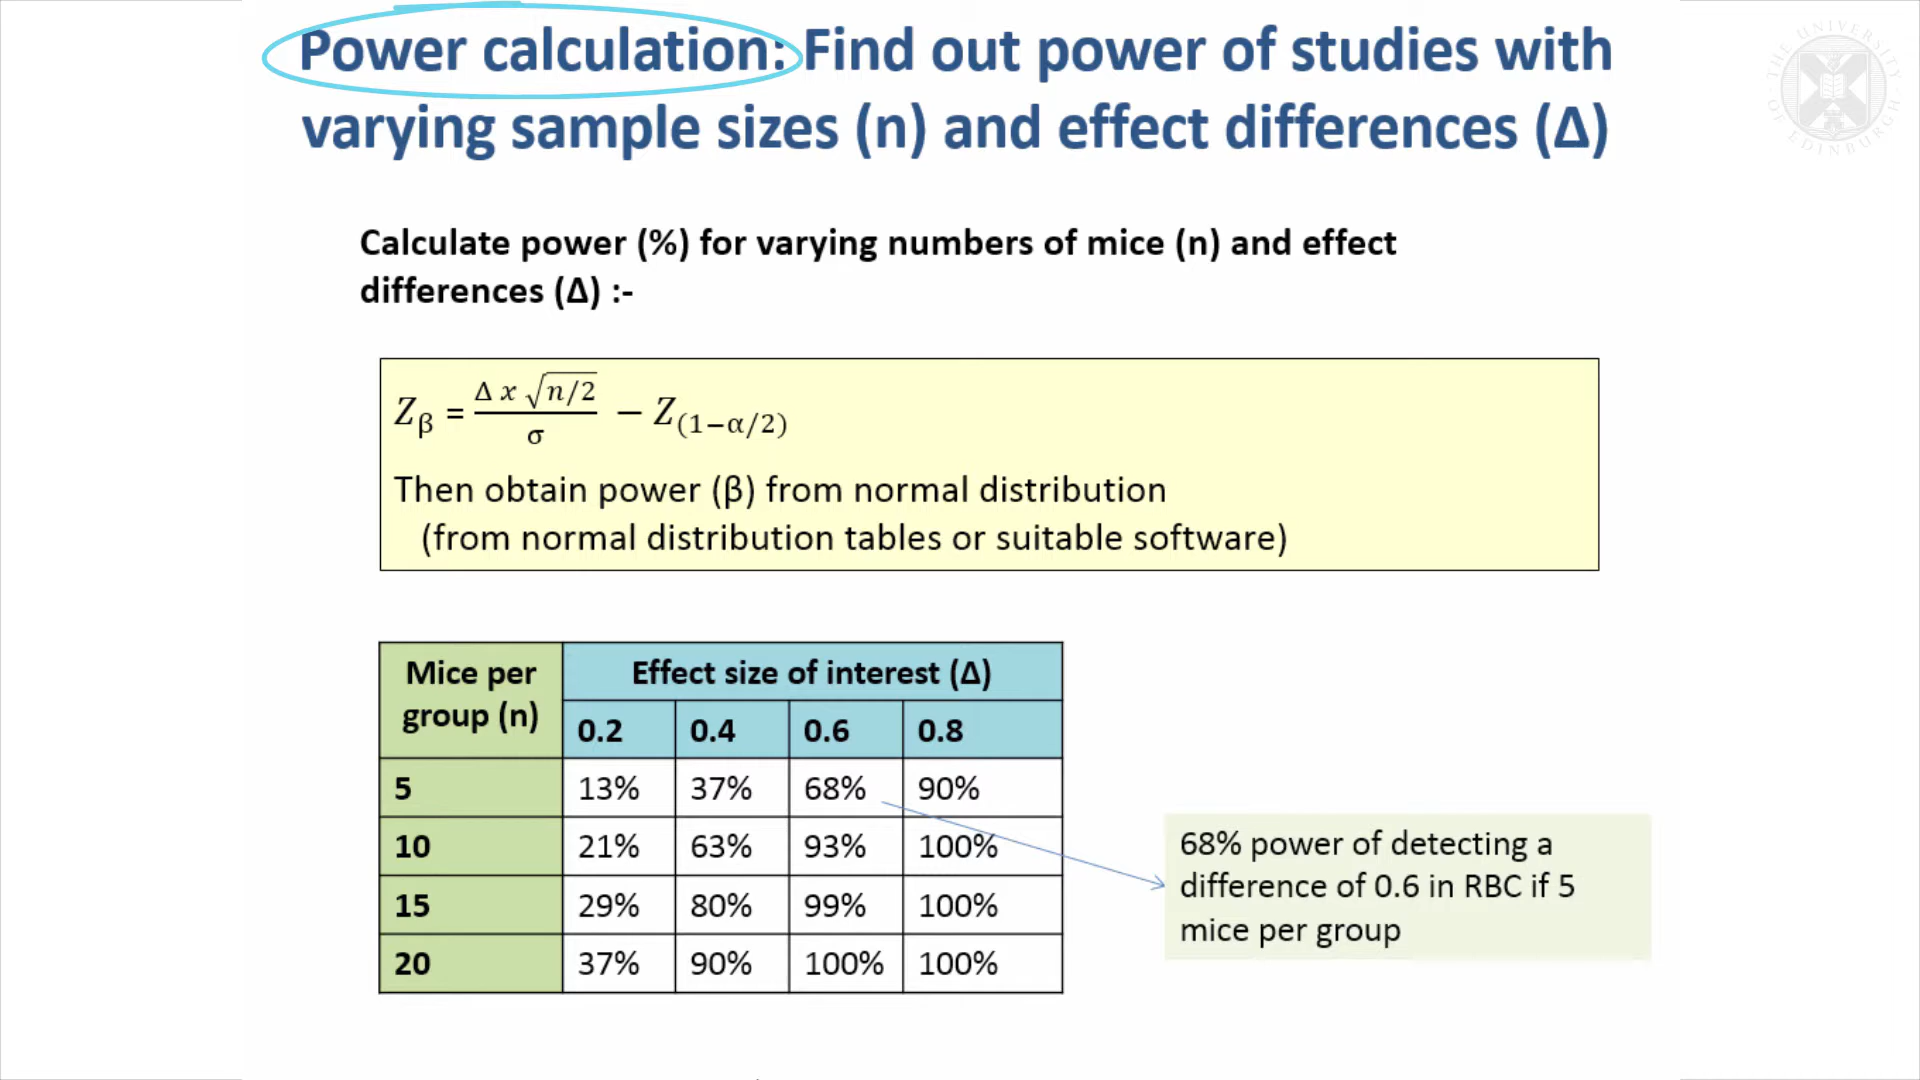 Power calculation: Find out power of studies with
varying sample sizes (n) and effect differences (Δ)
THE UNIVERSITY OF EDINBURGH
Calculate power (%) for varying numbers of mice (n) and effect
differences (Δ) :-
Zβ = Δ x √n/2 / σ − Z(1−α/2)
Then obtain power (β) from normal distribution
(from normal distribution tables or suitable software)
Mice per group (n) Effect size of interest (Δ)
0.2 0.4 0.6 0.8
5 13% 37% 68% 90%
10 21% 63% 93% 100%
15 29% 80% 99% 100%
20 37% 90% 100% 100%
68% power of detecting a
difference of 0.6 in RBC if 5
mice per group